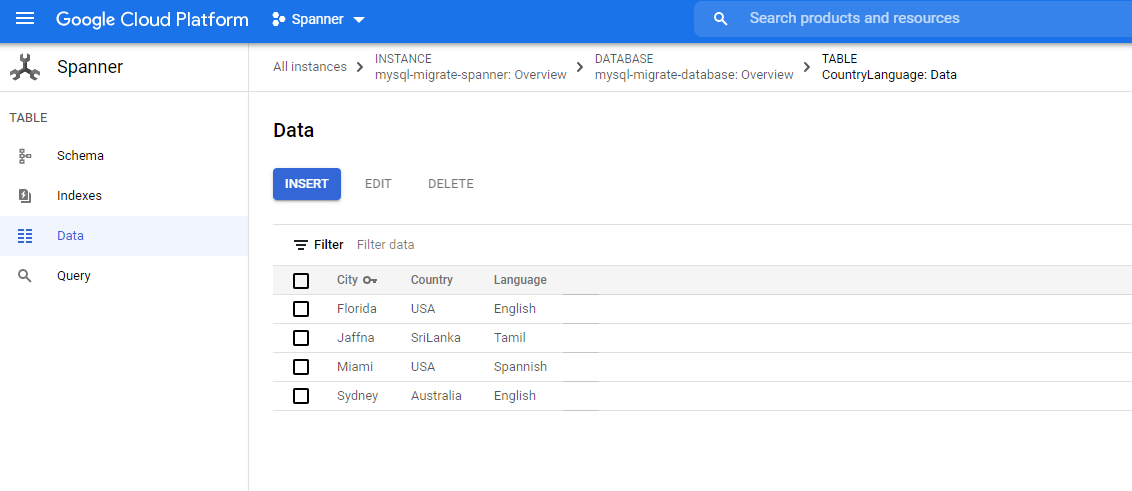 Google Cloud Platform Spanner Search products and resources
Spanner
All instances INSTANCE DATABASE TABLE
mysql-migrate-spanner: Overview mysql-migrate-database: Overview CountryLanguage: Data
TABLE
Schema
Indexes
Data
Query
Data
INSERT EDIT DELETE
Filter Filter data
City Country Language
Florida USA English
Jaffna SriLanka Tamil
Miami USA Spannish
Sydney Australia English